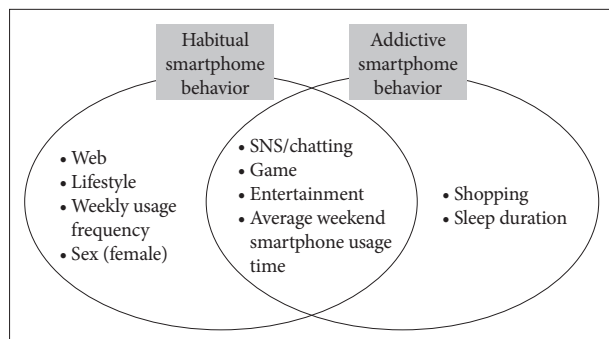 Habitual
smartphome
behavior
Addictive
smartphome
behavior
• Web
• Lifestyle
• Weekly usage
frequency
• Sex (female)
• SNS/chatting
• Game
• Entertainment
• Average weekend
smartphone usage
time
• Shopping
• Sleep duration